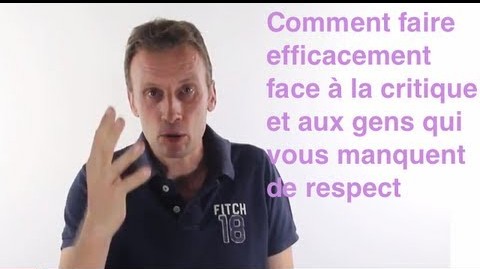 Comment faire
efficacement
face à la critique
et aux gens qui
vous manquent
de respect
FITCH
18